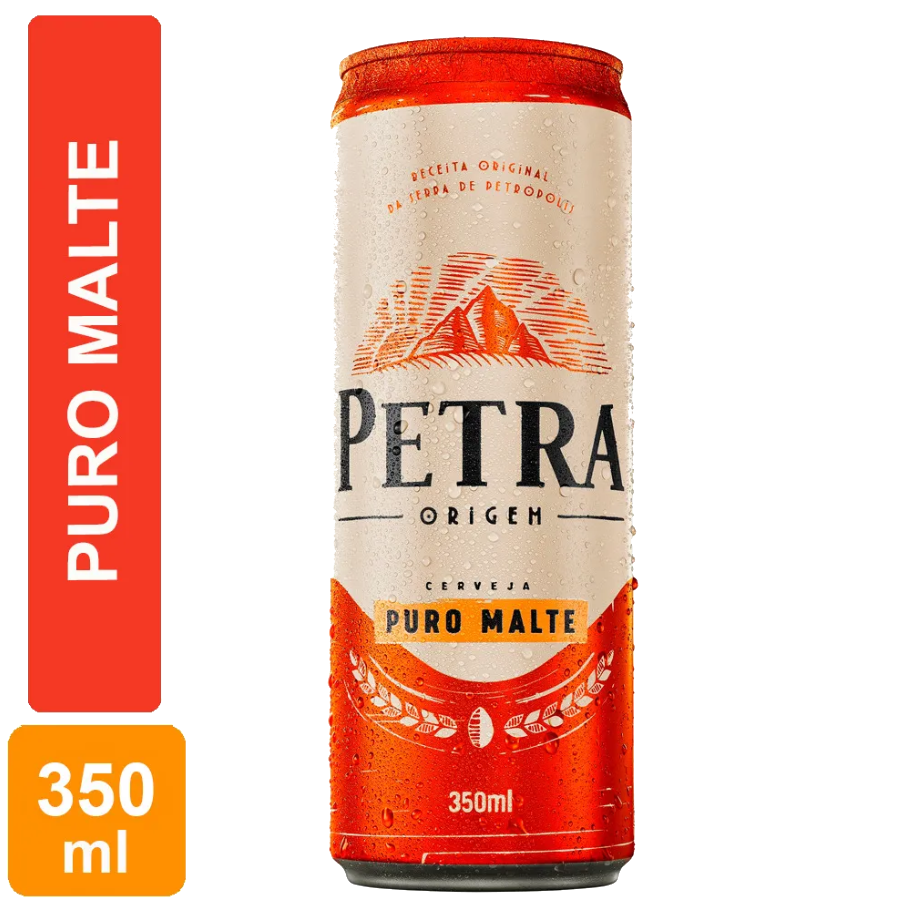 PURO MALTE
350
ml
RECEITA ORIGINAL
DA SERRA DE PETRÓPOLIS
PETRA
ORIGEM
CERVEJA
PURO MALTE
350ml